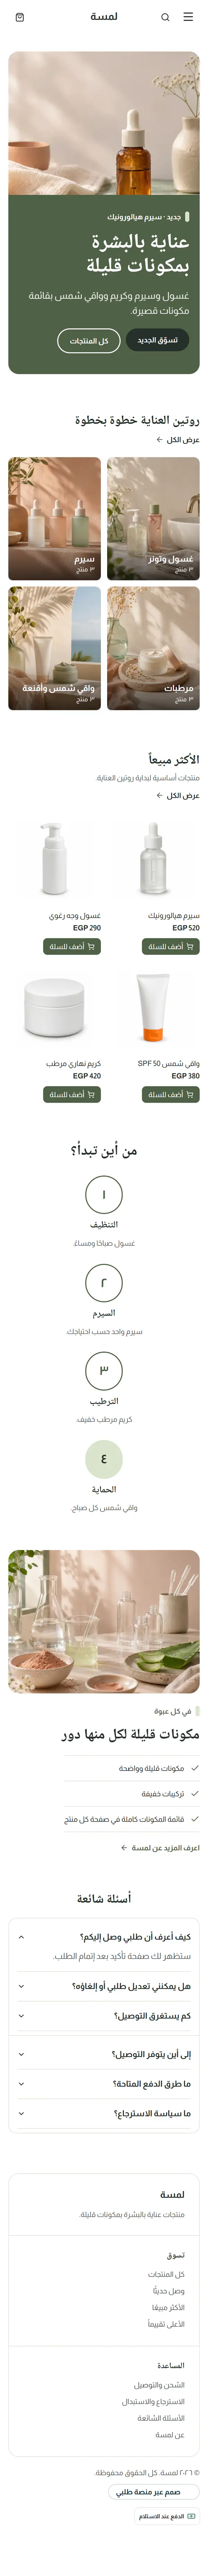 لمسة
جديد · سيرم هيالورونيك
عناية بالبشرة
بمكونات قليلة
غسول وسيرم وكريم وواقي شمس بقائمة
مكونات قصيرة.
تسوّق الجديد
كل المنتجات
روتين العناية خطوة بخطوة
عرض الكل
غسول وتونر
٣ منتج
سيرم
٣ منتج
مرطبات
٣ منتج
واقي شمس وأقنعة
٣ منتج
الأكثر مبيعاً
منتجات أساسية لبداية روتين العناية.
عرض الكل
سيرم هيالورونيك
520 EGP
أضف للسلة
غسول وجه رغوي
290 EGP
أضف للسلة
واقي شمس SPF 50
380 EGP
أضف للسلة
كريم نهاري مرطب
420 EGP
أضف للسلة
من أين تبدأ؟
١
التنظيف
غسول صباحًا ومساءً.
٢
السيرم
سيرم واحد حسب احتياجك.
٣
الترطيب
كريم مرطب خفيف.
٤
الحماية
واقي شمس كل صباح.
في كل عبوة
مكونات قليلة لكل منها دور
مكونات قليلة وواضحة
تركيبات خفيفة
قائمة المكونات كاملة في صفحة كل منتج
اعرف المزيد عن لمسة
أسئلة شائعة
كيف أعرف أن طلبي وصل إليكم؟
ستظهر لك صفحة تأكيد بعد إتمام الطلب.
هل يمكنني تعديل طلبي أو إلغاؤه؟
كم يستغرق التوصيل؟
إلى أين يتوفر التوصيل؟
ما طرق الدفع المتاحة؟
ما سياسة الاسترجاع؟
لمسة
منتجات عناية بالبشرة بمكونات قليلة.
تسوق
كل المنتجات
وصل حديثًا
الأكثر مبيعًا
الأعلى تقييماً
المساعدة
الشحن والتوصيل
الاسترجاع والاستبدال
الأسئلة الشائعة
عن لمسة
© ٢٠٢٦ لمسة. كل الحقوق محفوظة.
صمم عبر منصة طلبي
الدفع عند الاستلام